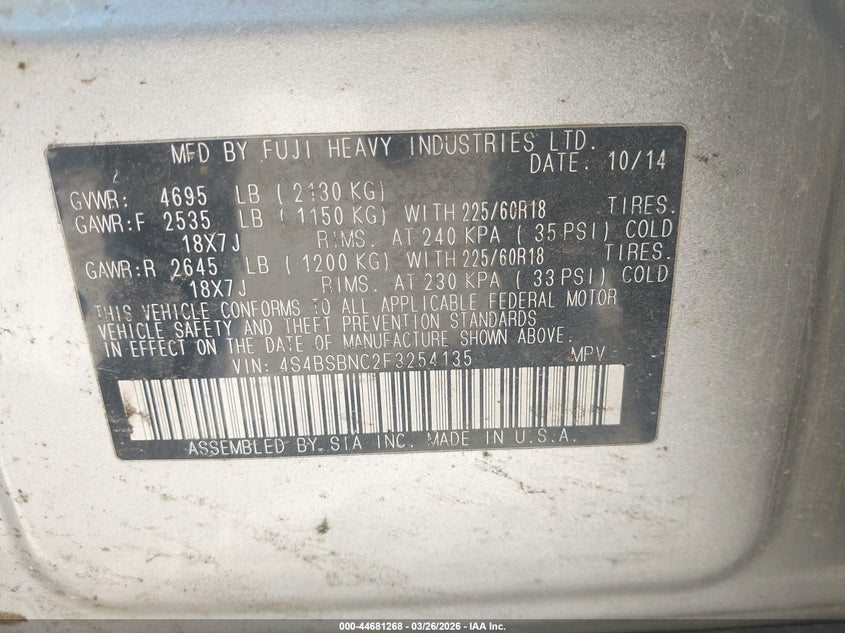 MFD BY FUJI HEAVY INDUSTRIES LTD.
DATE. 10/14
GVWR: 4695 LB ( 2130 KG)
GAWR:F 2535 LB ( 1150 KG) WITH 225/60R18 TIRES.
18X7J RIMS. AT 240 KPA ( 35 PSI) COLD
GAWR:R 2645 LB ( 1200 KG) WITH 225/60R18 TIRES.
18X7J RIMS. AT 230 KPA ( 33 PSI) COLD
THIS VEHICLE CONFORMS TO ALL APPLICABLE FEDERAL MOTOR
VEHICLE SAFETY AND THEFT PREVENTION STANDARDS
IN EFFECT ON THE DATE OF MANUFACTURE SHOWN ABOVE.
VIN: 4S4BSBNC2F3254135 MPV
ASSEMBLED BY SIA INC. MADE IN U.S.A.
000-44681268 | 03/26/2026 - IAA Inc.